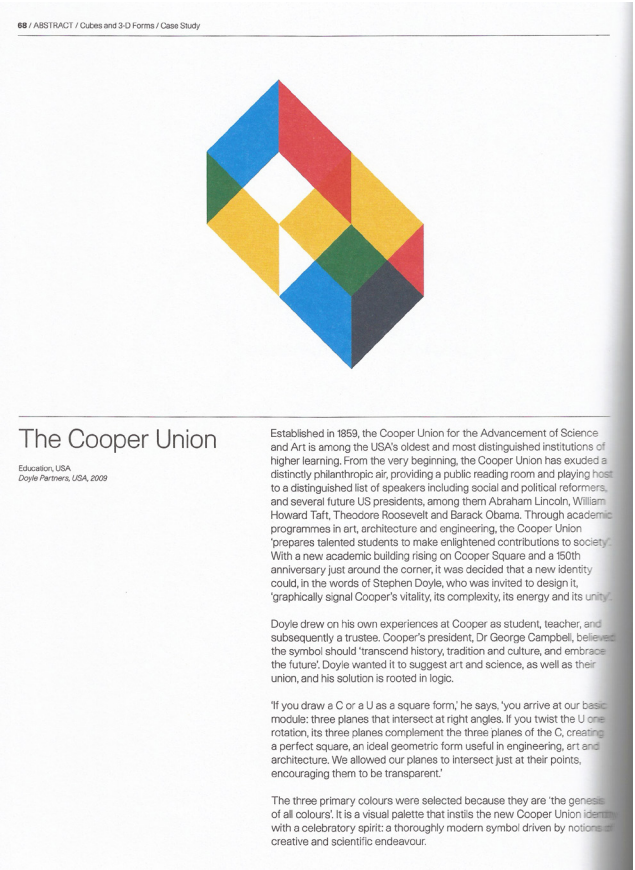 68 / ABSTRACT / Cubes and 3-D Forms / Case Study
The Cooper Union
Education, USA
Doyle Partners, USA, 2009
Established in 1859, the Cooper Union for the Advancement of Science
and Art is among the USA's oldest and most distinguished institutions of
higher learning. From the very beginning, the Cooper Union has exuded a
distinctly philanthropic air, providing a public reading room and playing host
to a distinguished list of speakers including social and political reformers,
and several future US presidents, among them Abraham Lincoln, William
Howard Taft, Theodore Roosevelt and Barack Obama. Through academic
programmes in art, architecture and engineering, the Cooper Union
'prepares talented students to make enlightened contributions to society'.
With a new academic building rising on Cooper Square and a 150th
anniversary just around the corner, it was decided that a new identity
could, in the words of Stephen Doyle, who was invited to design it,
'graphically signal Cooper's vitality, its complexity, its energy and its unity'.
Doyle drew on his own experiences at Cooper as student, teacher, and
subsequently a trustee. Cooper's president, Dr George Campbell, believed
the symbol should 'transcend history, tradition and culture, and embrace
the future'. Doyle wanted it to suggest art and science, as well as their
union, and his solution is rooted in logic.
'If you draw a C or a U as a square form,' he says, 'you arrive at our basic
module: three planes that intersect at right angles. If you twist the U one
rotation, its three planes complement the three planes of the C, creating
a perfect square, an ideal geometric form useful in engineering, art and
architecture. We allowed our planes to intersect just at their points,
encouraging them to be transparent.'
The three primary colours were selected because they are 'the genesis
of all colours'. It is a visual palette that instils the new Cooper Union identity
with a celebratory spirit: a thoroughly modern symbol driven by notions of
creative and scientific endeavour.